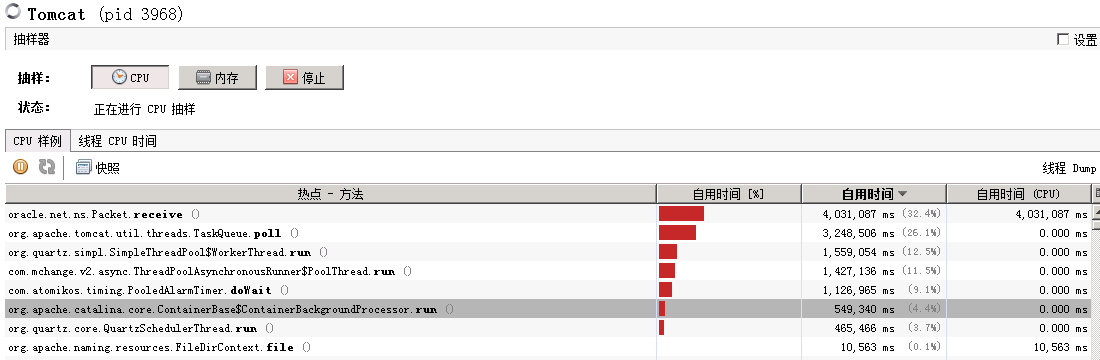 Tomcat (pid 3968)
抽样器 设置
抽样： CPU 内存 停止
状态： 正在进行 CPU 抽样
CPU 样例 线程 CPU 时间
快照 线程 Dump
热点 - 方法 自用时间 [%] 自用时间 自用时间 (CPU)
oracle.net.ns.Packet.receive () 4,031,087 ms (32.4%) 4,031,087 ms
org.apache.tomcat.util.threads.TaskQueue.poll () 3,248,506 ms (26.1%) 0.000 ms
org.quartz.simpl.SimpleThreadPool$WorkerThread.run () 1,559,054 ms (12.5%) 0.000 ms
com.mchange.v2.async.ThreadPoolAsynchronousRunner$PoolThread.run () 1,427,136 ms (11.5%) 0.000 ms
com.atomikos.timing.PooledAlarmTimer.doWait () 1,126,965 ms (9.1%) 0.000 ms
org.apache.catalina.core.ContainerBase$ContainerBackgroundProcessor.run () 549,340 ms (4.4%) 0.000 ms
org.quartz.core.QuartzSchedulerThread.run () 465,466 ms (3.7%) 0.000 ms
org.apache.naming.resources.FileDirContext.file () 10,563 ms (0.1%) 10,563 ms